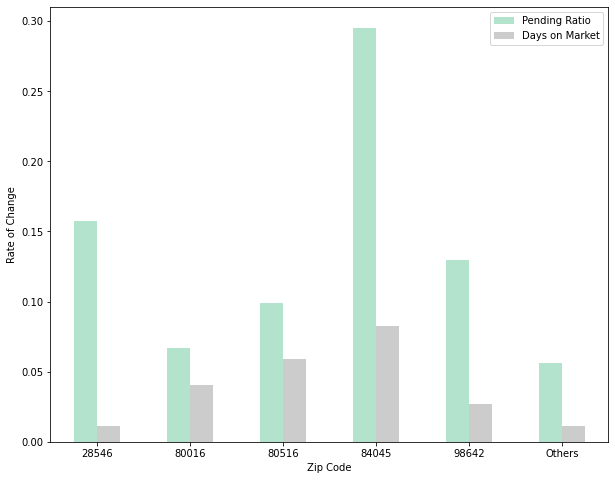 0.30
0.25
0.20
0.15
0.10
0.05
0.00
Rate of Change
Pending Ratio
Days on Market
28546 80016 80516 84045 98642 Others
Zip Code